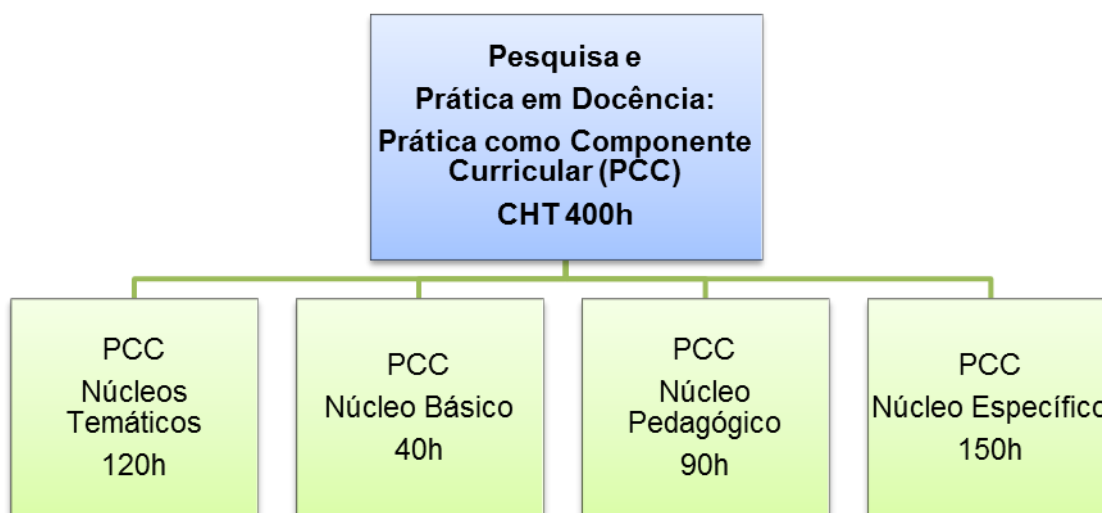 Pesquisa e
Prática em Docência:
Prática como Componente
Curricular (PCC)
CHT 400h
PCC
Núcleos
Temáticos
120h
PCC
Núcleo Básico
40h
PCC
Núcleo
Pedagógico
90h
PCC
Núcleo Específico
150h